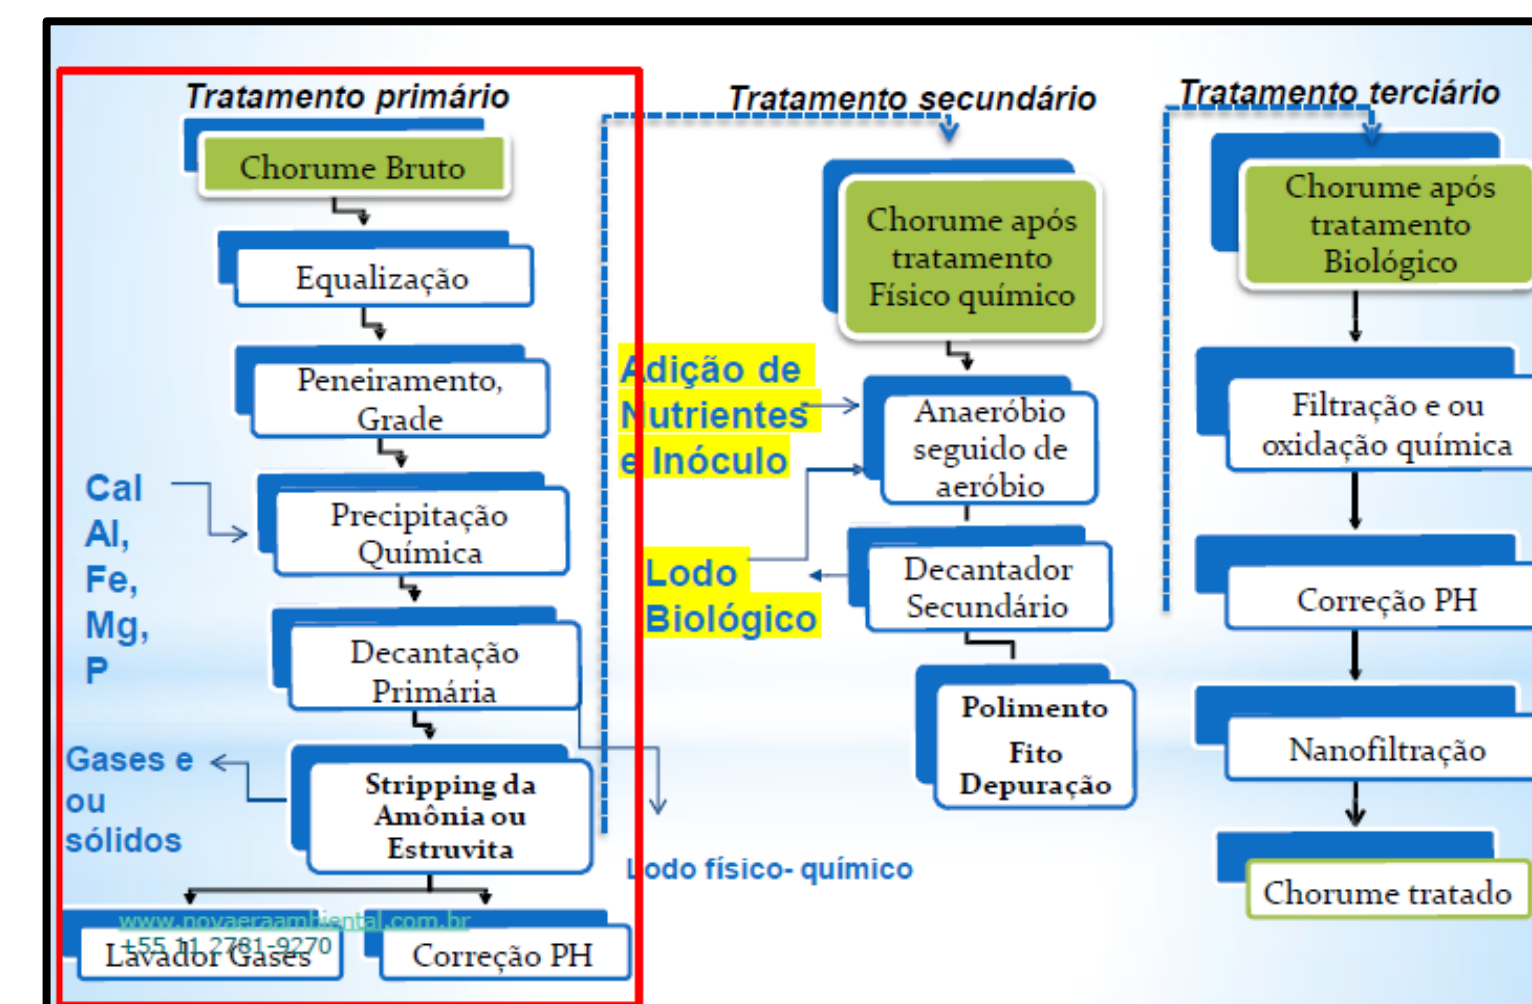 Tratamento primário
Chorume Bruto
Equalização
Peneiramento,
Grade
Cal
Al,
Fe,
Mg,
P
Precipitação
Química
Decantação
Primária
Gases e
ou
sólidos
Stripping da
Amônia ou
Estruvita
www.novaeraambiental.com.br
+55 11 2781-9270
Lavador Gases
Correção PH
Lodo físico- químico
Tratamento secundário
Chorume após
tratamento
Físico químico
Adição de
Nutrientes
e Inóculo
Anaeróbio
seguido de
aeróbio
Lodo
Biológico
Decantador
Secundário
Polimento
Fito
Depuração
Tratamento terciário
Chorume após
tratamento
Biológico
Filtração e ou
oxidação química
Correção PH
Nanofiltração
Chorume tratado